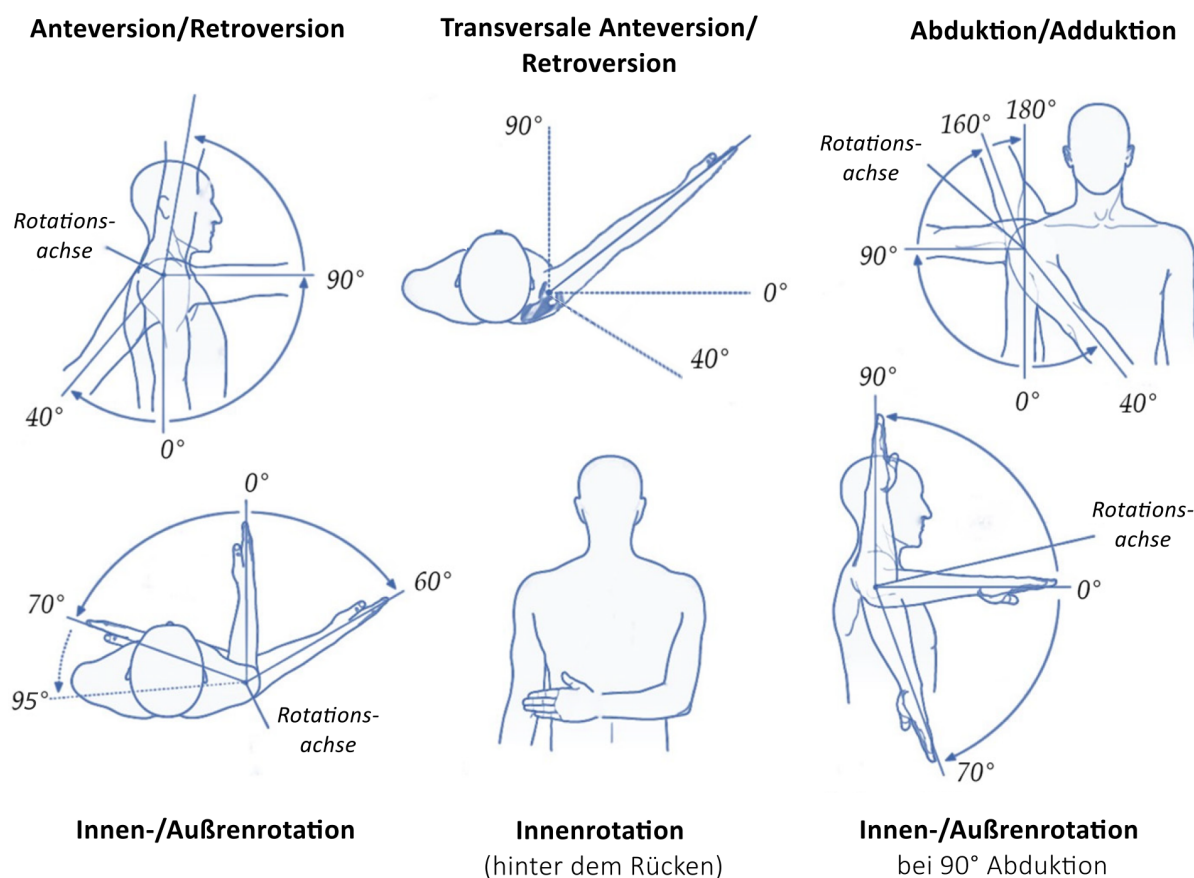 Anteversion/Retroversion
Rotations-
achse
90°
40°
0°
Transversale Anteversion/
Retroversion
90°
0°
40°
Abduktion/Adduktion
180°
160°
Rotations-
achse
90°
0°
40°
0°
60°
70°
95°
Rotations-
achse
Innen-/Außrenrotation
Innenrotation
(hinter dem Rücken)
90°
Rotations-
achse
0°
70°
Innen-/Außrenrotation
bei 90° Abduktion